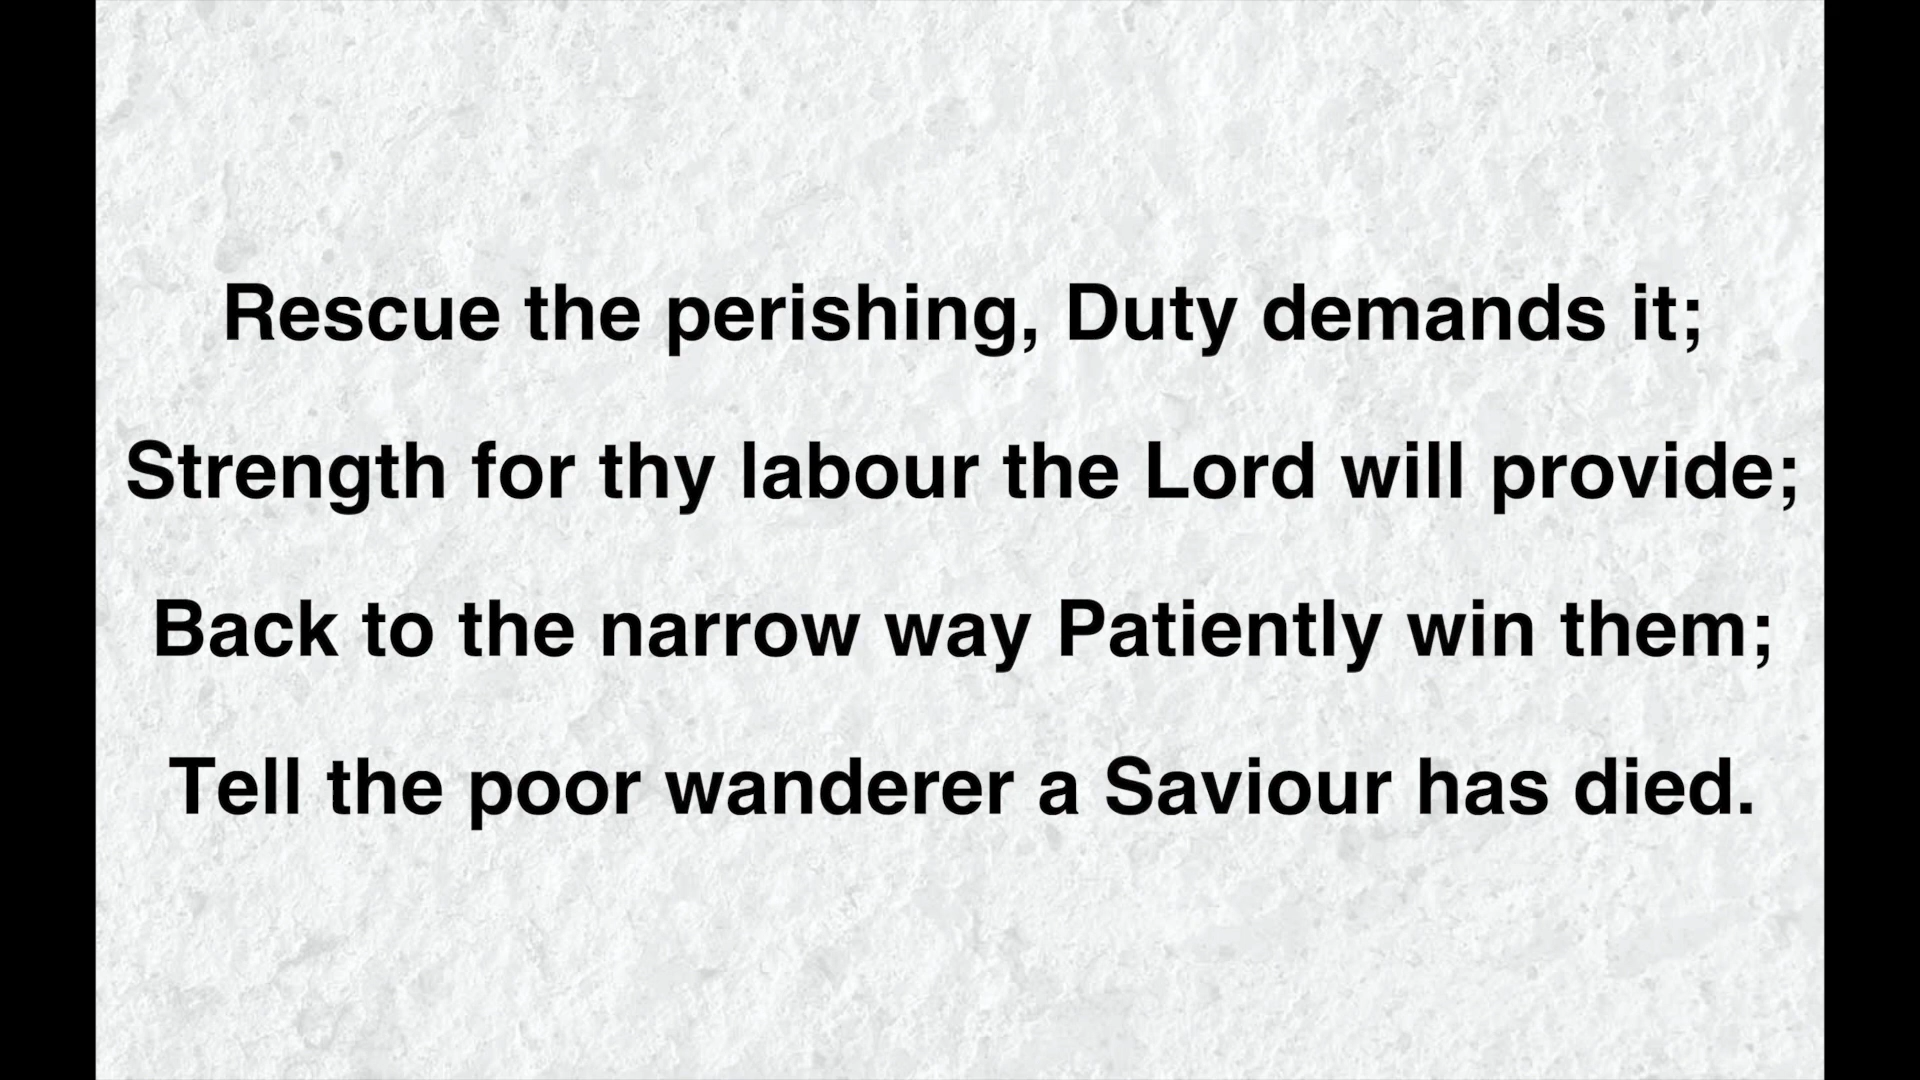 Rescue the perishing, Duty demands it;
Strength for thy labour the Lord will provide;
Back to the narrow way Patiently win them;
Tell the poor wanderer a Saviour has died.